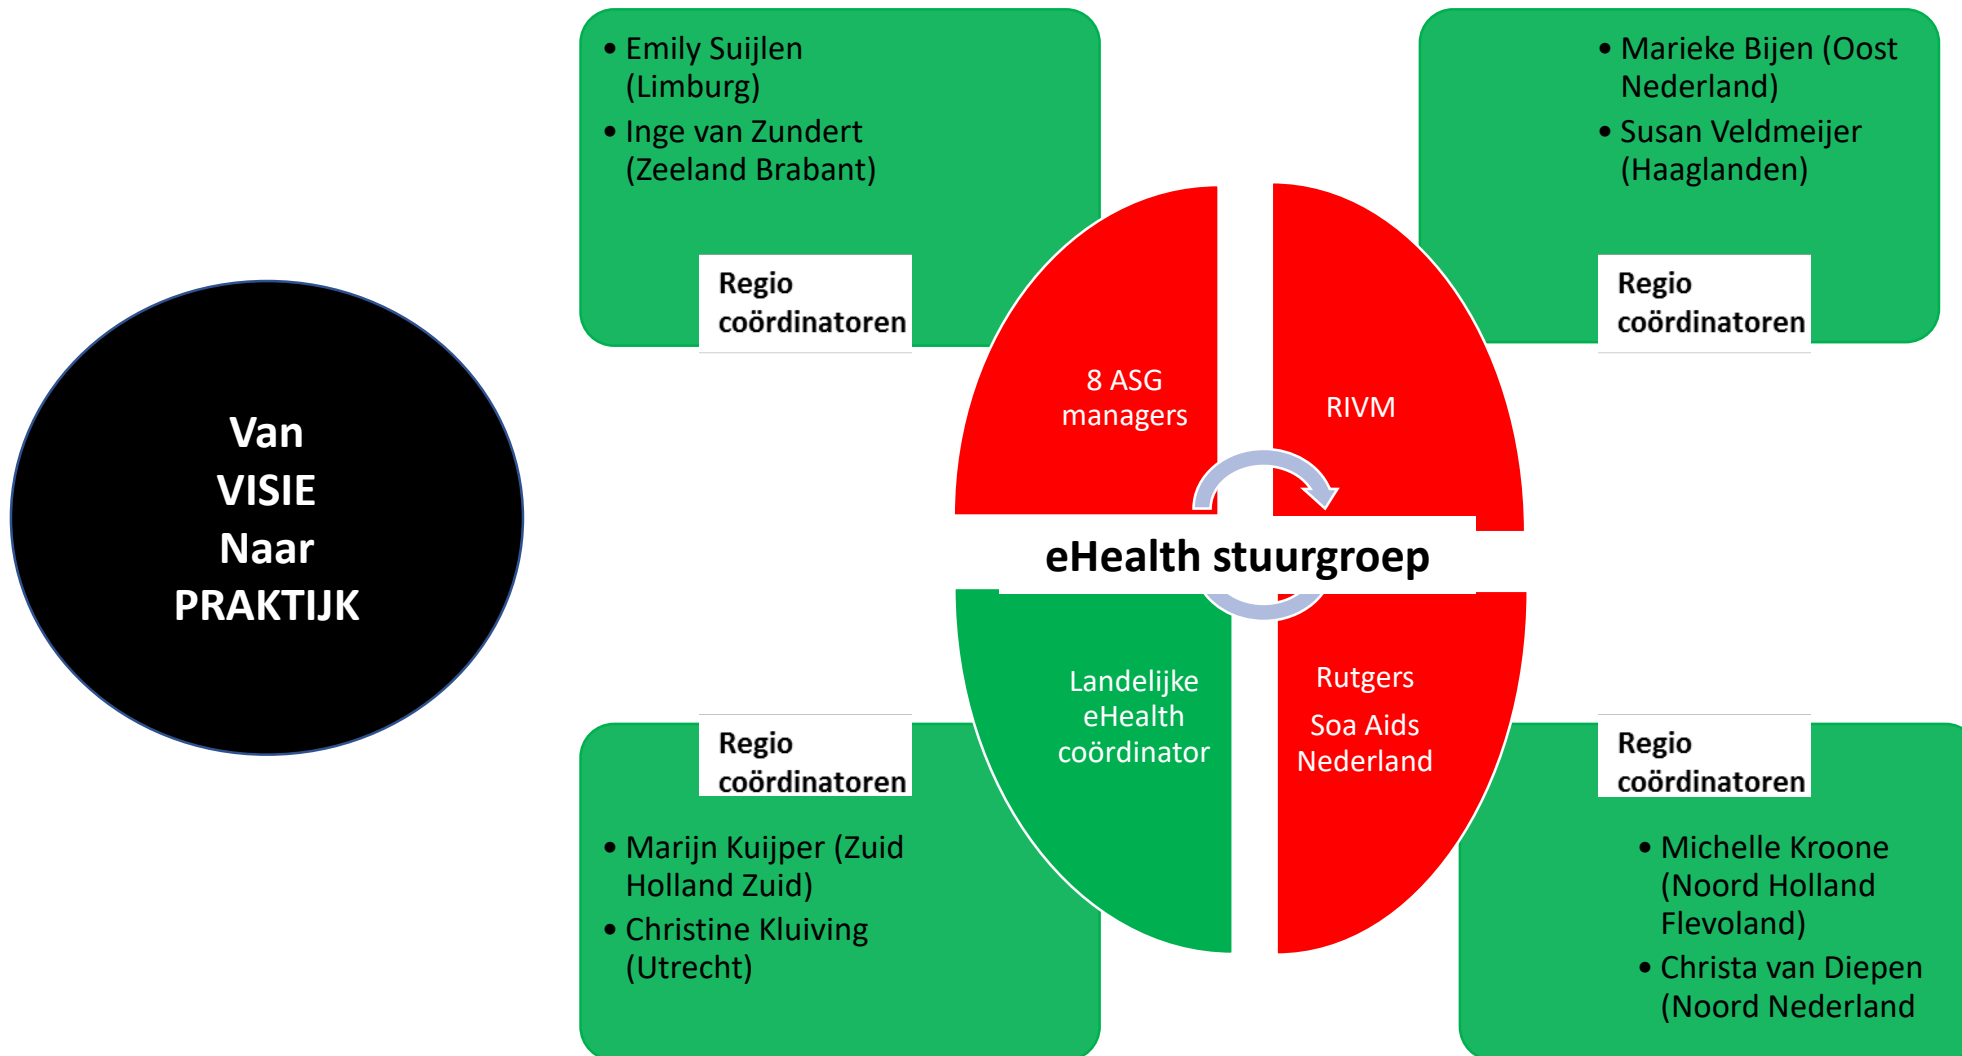 Van
VISIE
Naar
PRAKTIJK
• Emily Suijlen
(Limburg)
• Inge van Zundert
(Zeeland Brabant)
Regio
coördinatoren
• Marieke Bijen (Oost
Nederland)
• Susan Veldmeijer
(Haaglanden)
Regio
coördinatoren
8 ASG
managers
RIVM
eHealth stuurgroep
Landelijke
eHealth
coördinator
Rutgers
Soa Aids
Nederland
Regio
coördinatoren
• Marijn Kuijper (Zuid
Holland Zuid)
• Christine Kluiving
(Utrecht)
Regio
coördinatoren
• Michelle Kroone
(Noord Holland
Flevoland)
• Christa van Diepen
(Noord Nederland